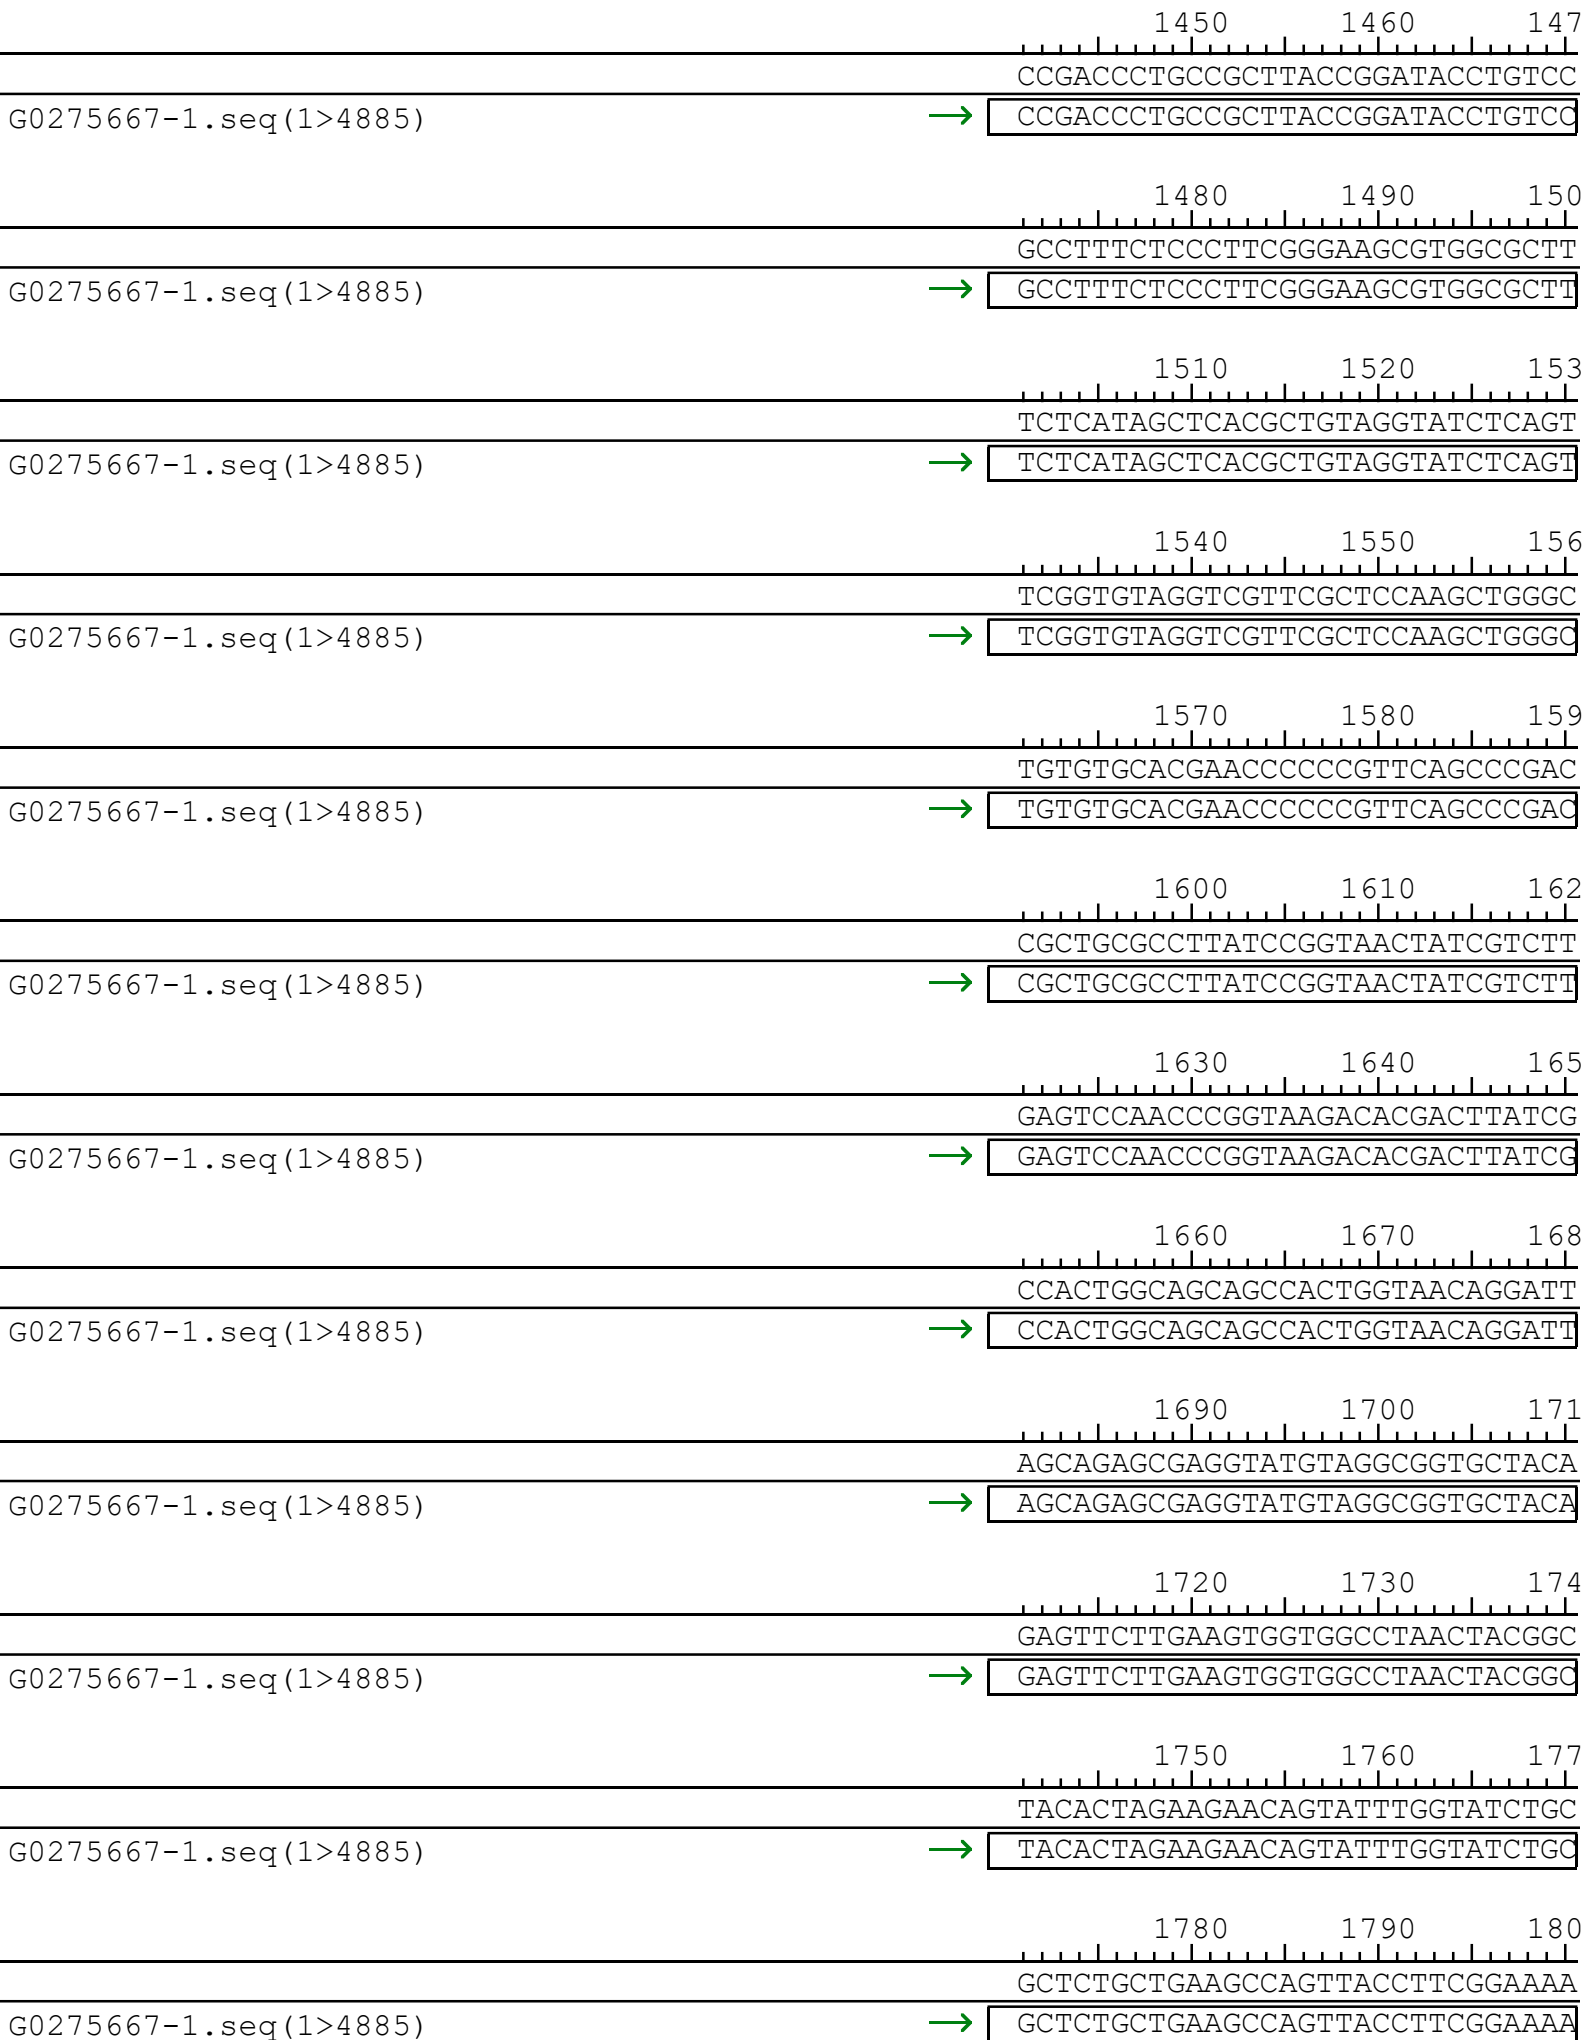 1450 1460 147
CCGACCCTGCCGCTTACCGGATACCTGTCC
G0275667-1.seq(1>4885) → CCGACCCTGCCGCTTACCGGATACCTGTCC
1480 1490 150
GCCTTTCTCCCTTCGGGAAGCGTGGCGCTT
G0275667-1.seq(1>4885) → GCCTTTCTCCCTTCGGGAAGCGTGGCGCTT
1510 1520 153
TCTCATAGCTCACGCTGTAGGTATCTCAGT
G0275667-1.seq(1>4885) → TCTCATAGCTCACGCTGTAGGTATCTCAGT
1540 1550 156
TCGGTGTAGGTCGTTCGCTCCAAGCTGGGC
G0275667-1.seq(1>4885) → TCGGTGTAGGTCGTTCGCTCCAAGCTGGGC
1570 1580 159
TGTGTGCACGAACCCCCCGTTCAGCCCGAC
G0275667-1.seq(1>4885) → TGTGTGCACGAACCCCCCGTTCAGCCCGAC
1600 1610 162
CGCTGCGCCTTATCCGGTAACTATCGTCTT
G0275667-1.seq(1>4885) → CGCTGCGCCTTATCCGGTAACTATCGTCTT
1630 1640 165
GAGTCCAACCCGGTAAGACACGACTTATCG
G0275667-1.seq(1>4885) → GAGTCCAACCCGGTAAGACACGACTTATCG
1660 1670 168
CCACTGGCAGCAGCCACTGGTAACAGGATT
G0275667-1.seq(1>4885) → CCACTGGCAGCAGCCACTGGTAACAGGATT
1690 1700 171
AGCAGAGCGAGGTATGTAGGCGGTGCTACA
G0275667-1.seq(1>4885) → AGCAGAGCGAGGTATGTAGGCGGTGCTACA
1720 1730 174
GAGTTCTTGAAGTGGTGGCCTAACTACGGC
G0275667-1.seq(1>4885) → GAGTTCTTGAAGTGGTGGCCTAACTACGGC
1750 1760 177
TACACTAGAAGAACAGTATTTGGTATCTGC
G0275667-1.seq(1>4885) → TACACTAGAAGAACAGTATTTGGTATCTGC
1780 1790 180
GCTCTGCTGAAGCCAGTTACCTTCGGAAAA
G0275667-1.seq(1>4885) → GCTCTGCTGAAGCCAGTTACCTTCGGAAAA